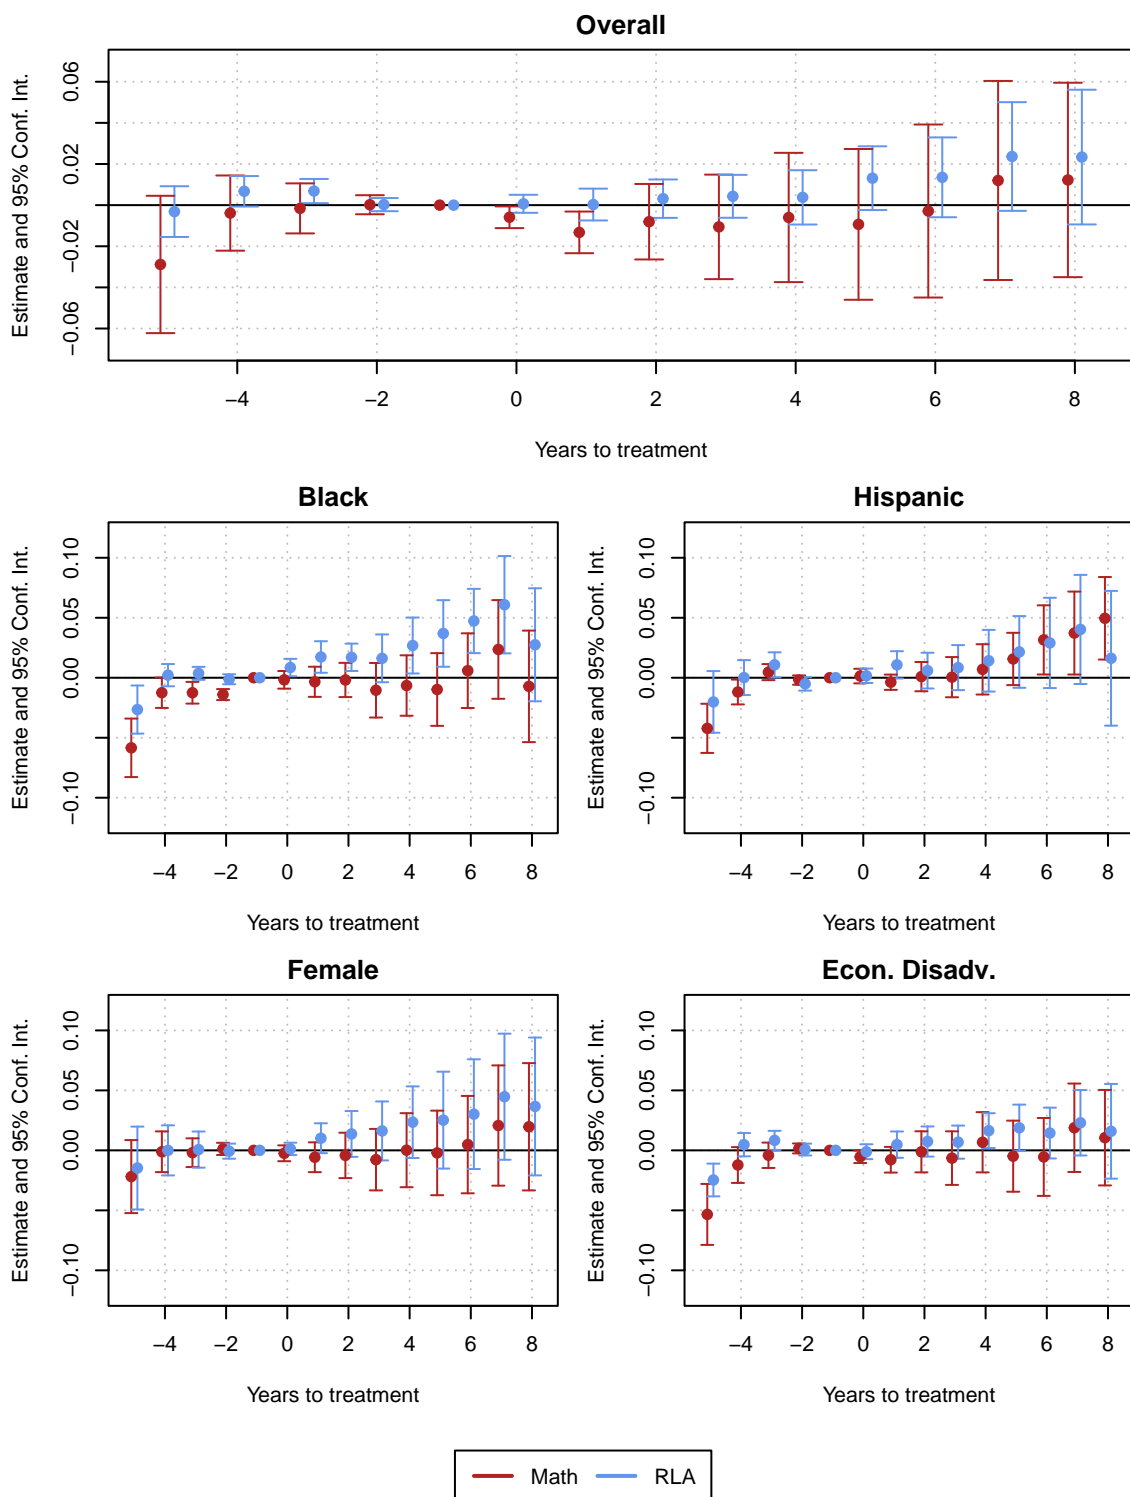 Overall
Estimate and 95% Conf. Int.
0.06
0.02
−0.02
−0.06
−4 −2 0 2 4 6 8
Years to treatment
Black
Estimate and 95% Conf. Int.
0.10
0.05
0.00
−0.10
−4 −2 0 2 4 6 8
Years to treatment
Hispanic
Estimate and 95% Conf. Int.
0.10
0.05
0.00
−0.10
−4 −2 0 2 4 6 8
Years to treatment
Female
Estimate and 95% Conf. Int.
0.10
0.05
0.00
−0.10
−4 −2 0 2 4 6 8
Years to treatment
Econ. Disadv.
Estimate and 95% Conf. Int.
0.10
0.05
0.00
−0.10
−4 −2 0 2 4 6 8
Years to treatment
Math RLA